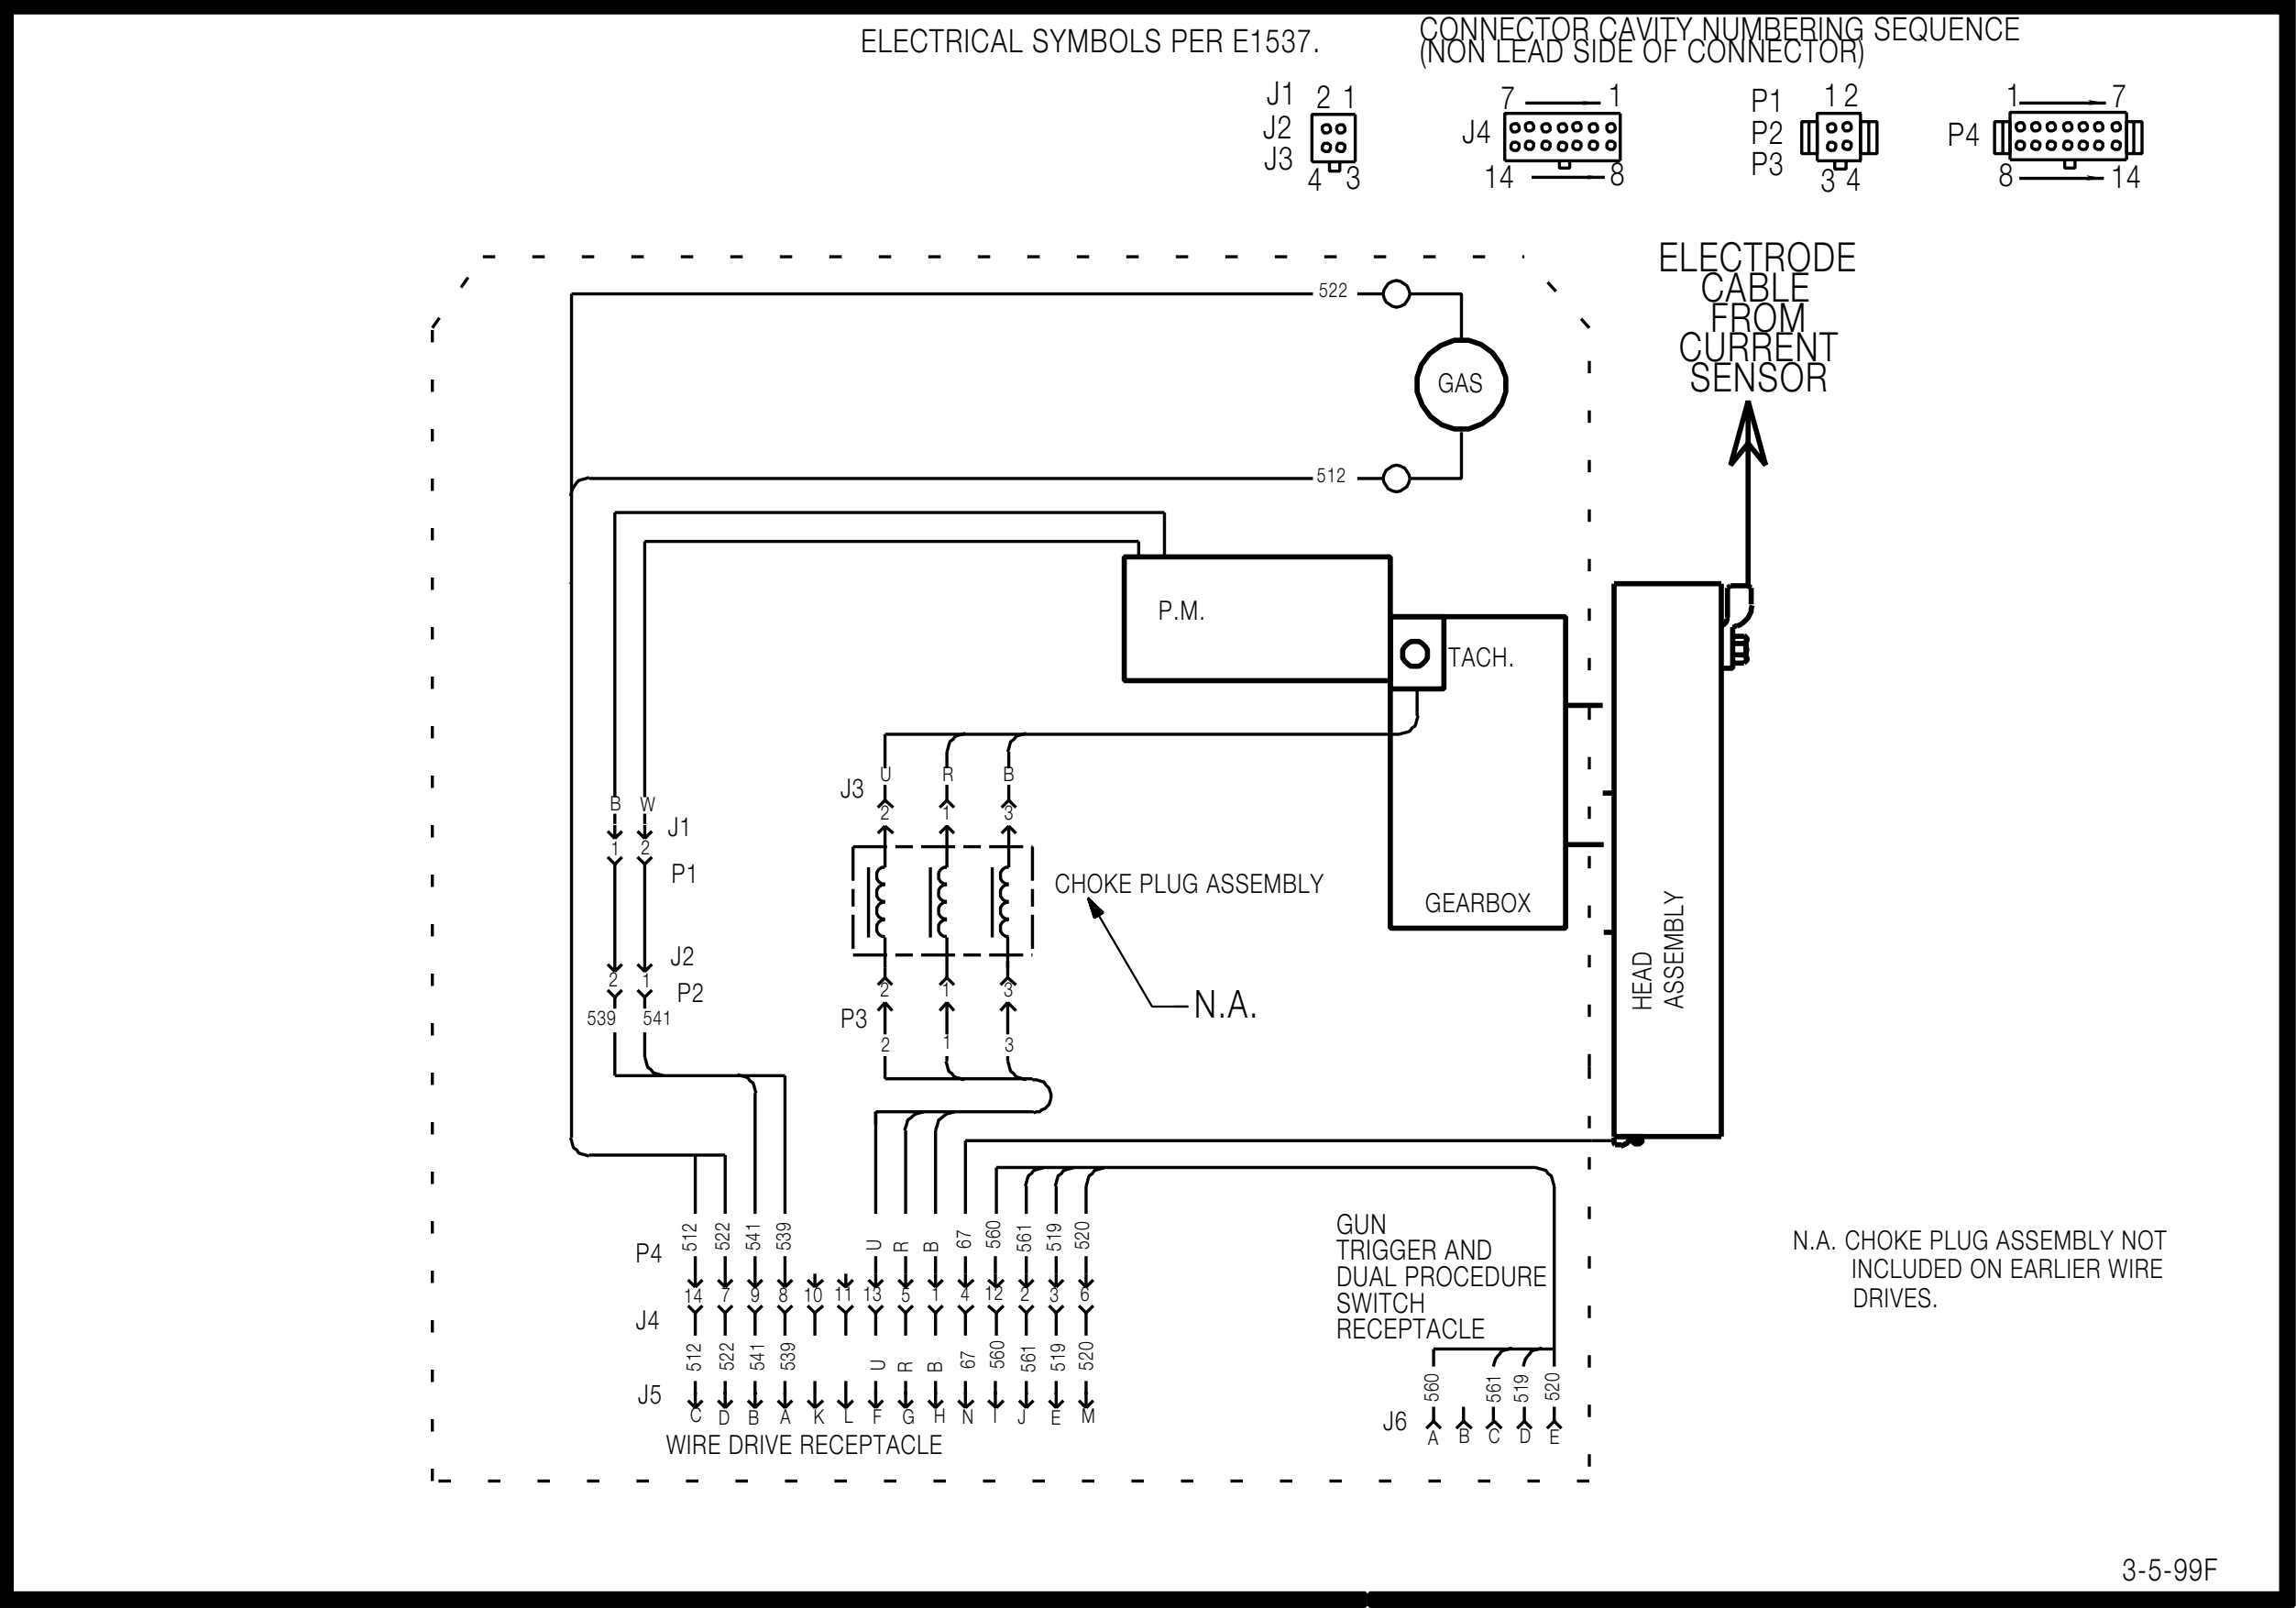 ELECTRICAL SYMBOLS PER E1537.
CONNECTOR CAVITY NUMBERING SEQUENCE
(NON LEAD SIDE OF CONNECTOR)
J1 2 1
J2
J3
4 3
7 1
J4
14 8
P1 1 2
P2
P3
3 4
1 7
P4
8 14
ELECTRODE
CABLE
FROM
CURRENT
SENSOR
522
GAS
512
P.M.
TACH.
GEARBOX
HEAD
ASSEMBLY
U R B
J3
2 1 3
B W
J1
1 2
P1
CHOKE PLUG ASSEMBLY
N.A.
J2
2 1
P2
539 541
2 1 3
P3
2 1 3
512 522 541 539 U R B 67 560 561 519 520
P4
14 7 9 8 10 11 13 5 1 4 12 2 3 6
J4
512 522 541 539 U R B 67 560 561 519 520
J5
C D B A K L F G H N I J E M
WIRE DRIVE RECEPTACLE
GUN
TRIGGER AND
DUAL PROCEDURE
SWITCH
RECEPTACLE
560 561 519 520
J6
A B C D E
N.A. CHOKE PLUG ASSEMBLY NOT
INCLUDED ON EARLIER WIRE
DRIVES.
3-5-99F